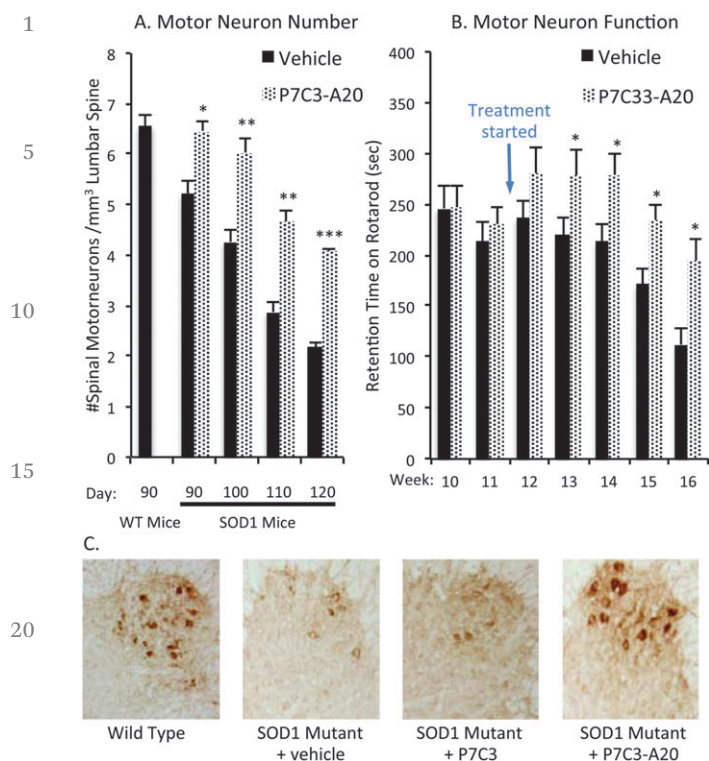 1
5
10
15
20
A. Motor Neuron Number
Vehicle
P7C3-A20
#Spinal Motorneurons /mm³ Lumbar Spine
8
7
6
5
4
3
2
1
0
*
**
**
***
Day: 90 90 100 110 120
WT Mice SOD1 Mice
B. Motor Neuron Function
Vehicle
P7C33-A20
Treatment
started
Retention Time on Rotarod (sec)
400
350
300
250
200
150
100
50
0
*
*
*
*
Week: 10 11 12 13 14 15 16
C.
Wild Type
SOD1 Mutant
+ vehicle
SOD1 Mutant
+ P7C3
SOD1 Mutant
+ P7C3-A20